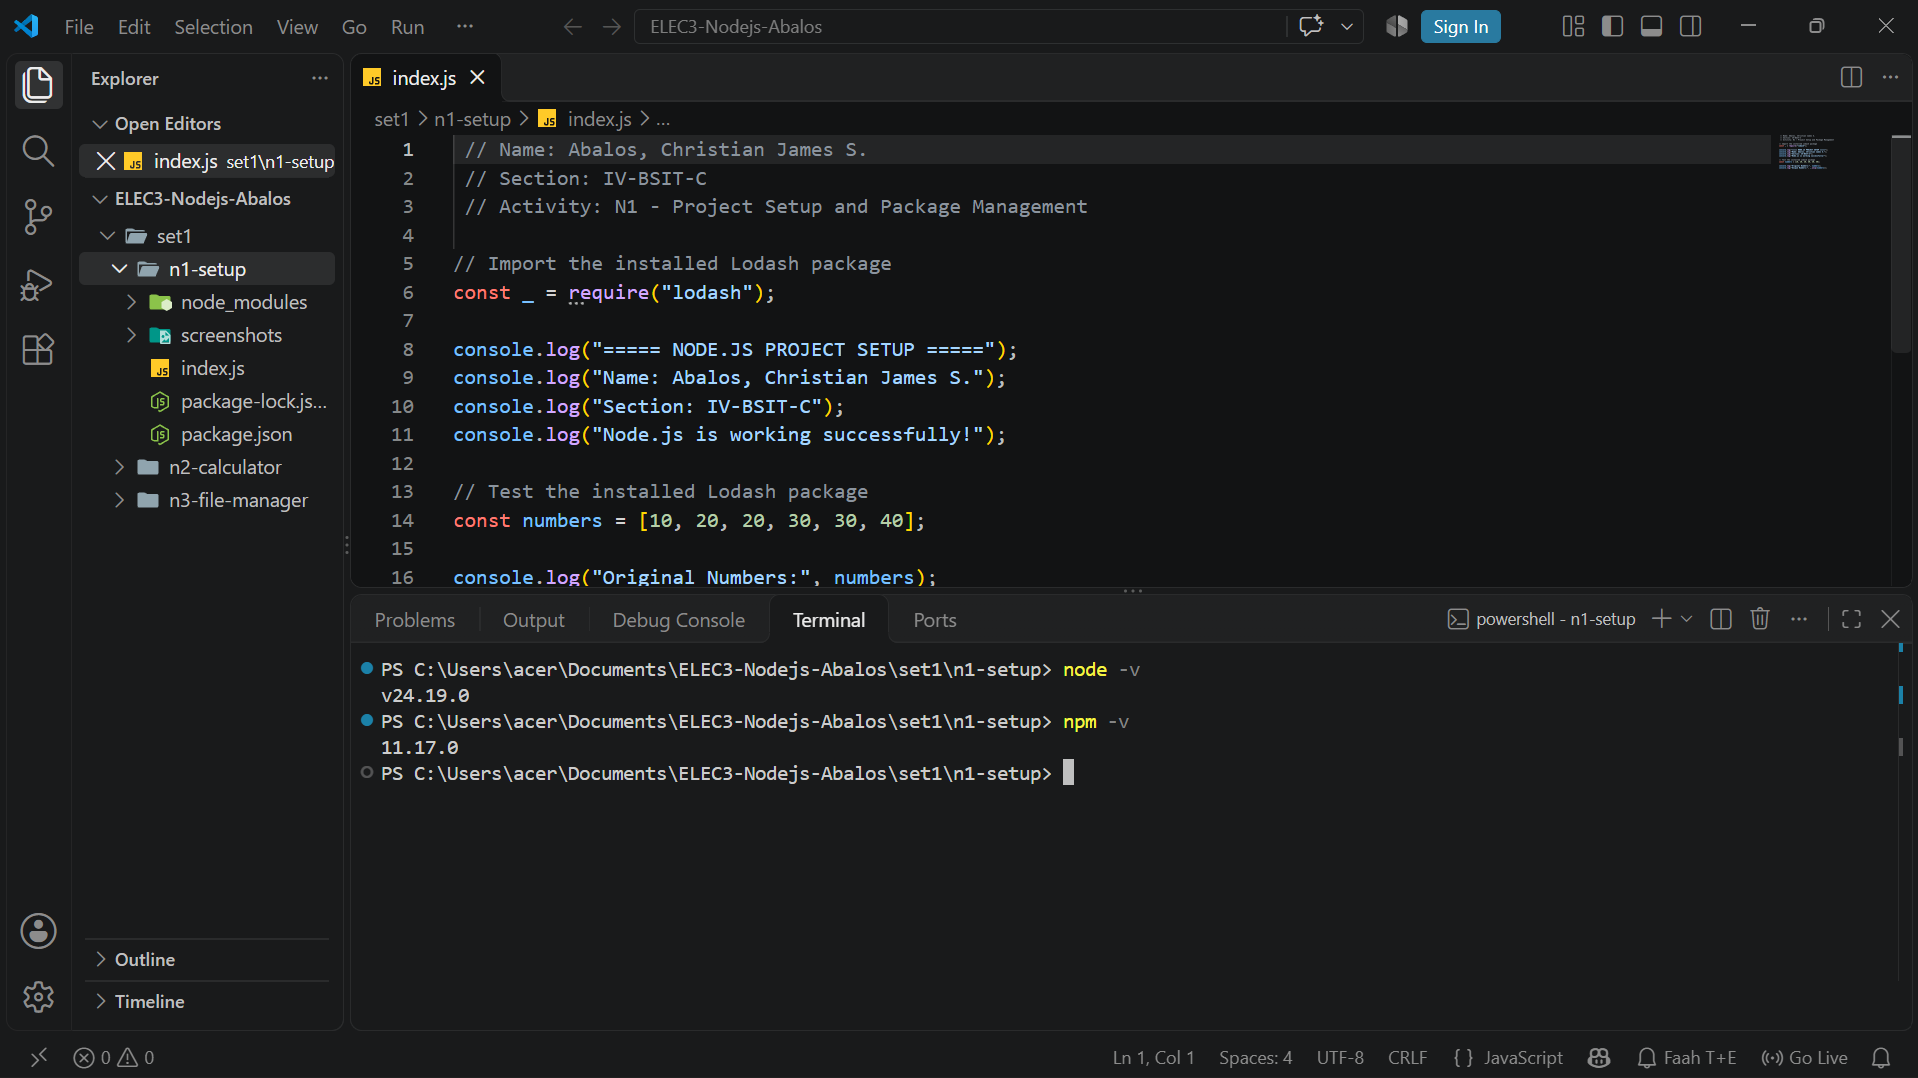 File Edit Selection View Go Run ···
ELEC3-Nodejs-Abalos
Sign In
Explorer
Open Editors
index.js set1\n1-setup
ELEC3-Nodejs-Abalos
set1
n1-setup
node_modules
screenshots
index.js
package-lock.js...
package.json
n2-calculator
n3-file-manager
Outline
Timeline
index.js
set1 > n1-setup > index.js > ...
1 // Name: Abalos, Christian James S.
2 // Section: IV-BSIT-C
3 // Activity: N1 - Project Setup and Package Management
4
5 // Import the installed Lodash package
6 const _ = require("lodash");
7
8 console.log("===== NODE.JS PROJECT SETUP =====");
9 console.log("Name: Abalos, Christian James S.");
10 console.log("Section: IV-BSIT-C");
11 console.log("Node.js is working successfully!");
12
13 // Test the installed Lodash package
14 const numbers = [10, 20, 20, 30, 30, 40];
15
16 console.log("Original Numbers:", numbers);
Problems Output Debug Console Terminal Ports
powershell - n1-setup
PS C:\Users\acer\Documents\ELEC3-Nodejs-Abalos\set1\n1-setup> node -v
v24.19.0
PS C:\Users\acer\Documents\ELEC3-Nodejs-Abalos\set1\n1-setup> npm -v
11.17.0
PS C:\Users\acer\Documents\ELEC3-Nodejs-Abalos\set1\n1-setup>
0 0
Ln 1, Col 1 Spaces: 4 UTF-8 CRLF { } JavaScript Faah T+E Go Live